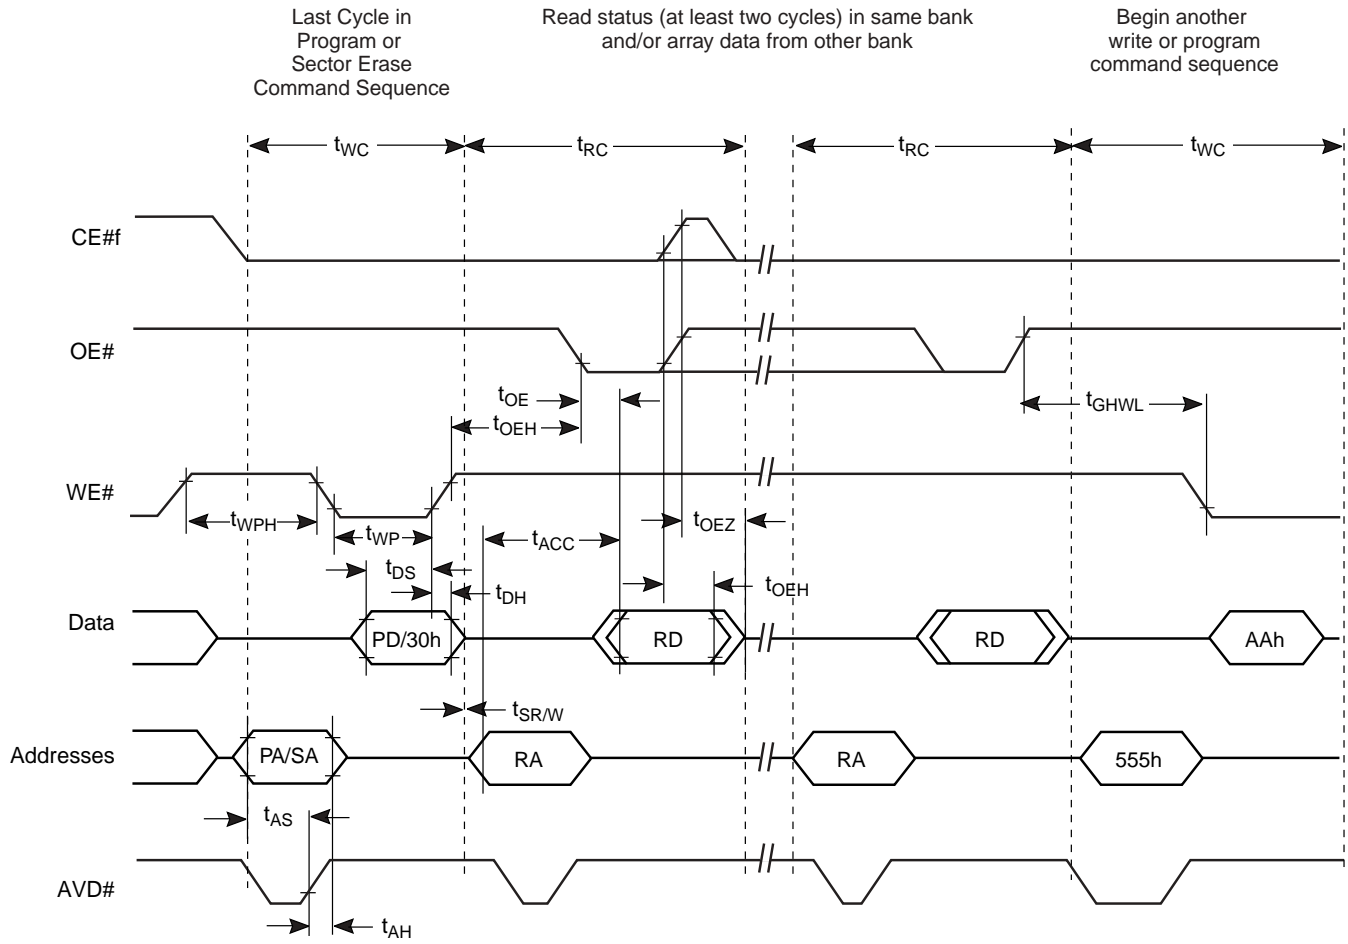 Last Cycle in
Program or
Sector Erase
Command Sequence
Read status (at least two cycles) in same bank
and/or array data from other bank
Begin another
write or program
command sequence
tWC
tRC
tRC
tWC
CE#f
OE#
tOE
tGHWL
tOEH
WE#
tWPH
tWP
tACC
tOEZ
tDS
tDH
tOEH
Data
PD/30h
RD
RD
AAh
tSR/W
Addresses
PA/SA
RA
RA
555h
tAS
AVD#
tAH